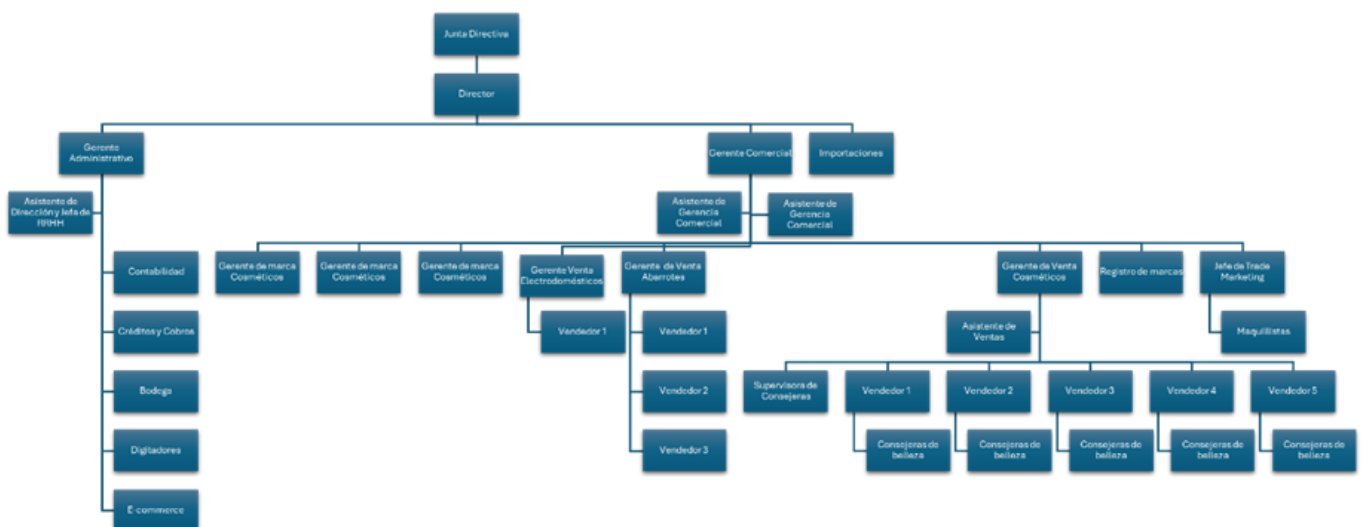 Junta Directiva
Director
Gerente
Administrativo
Gerente Comercial
Importaciones
Asistente de
Dirección y Jefa de
RRHH
Asistente de
Gerencia
Comercial
Asistente de
Gerencia
Comercial
Contabilidad
Créditos y Cobros
Bodega
Digitadores
E-commerce
Gerente de marca
Cosméticos
Gerente de marca
Cosméticos
Gerente de marca
Cosméticos
Gerente Venta
Electrodomésticos
Vendedor 1
Gerente de Venta
Abarrotes
Vendedor 1
Vendedor 2
Vendedor 3
Gerente de Venta
Cosméticos
Registro de marcas
Jefe de Trade
Marketing
Asistente de
Ventas
Maquillistas
Supervisora de
Consejeras
Vendedor 1
Vendedor 2
Vendedor 3
Vendedor 4
Vendedor 5
Consejeras de
belleza
Consejeras de
belleza
Consejeras de
belleza
Consejeras de
belleza
Consejeras de
belleza